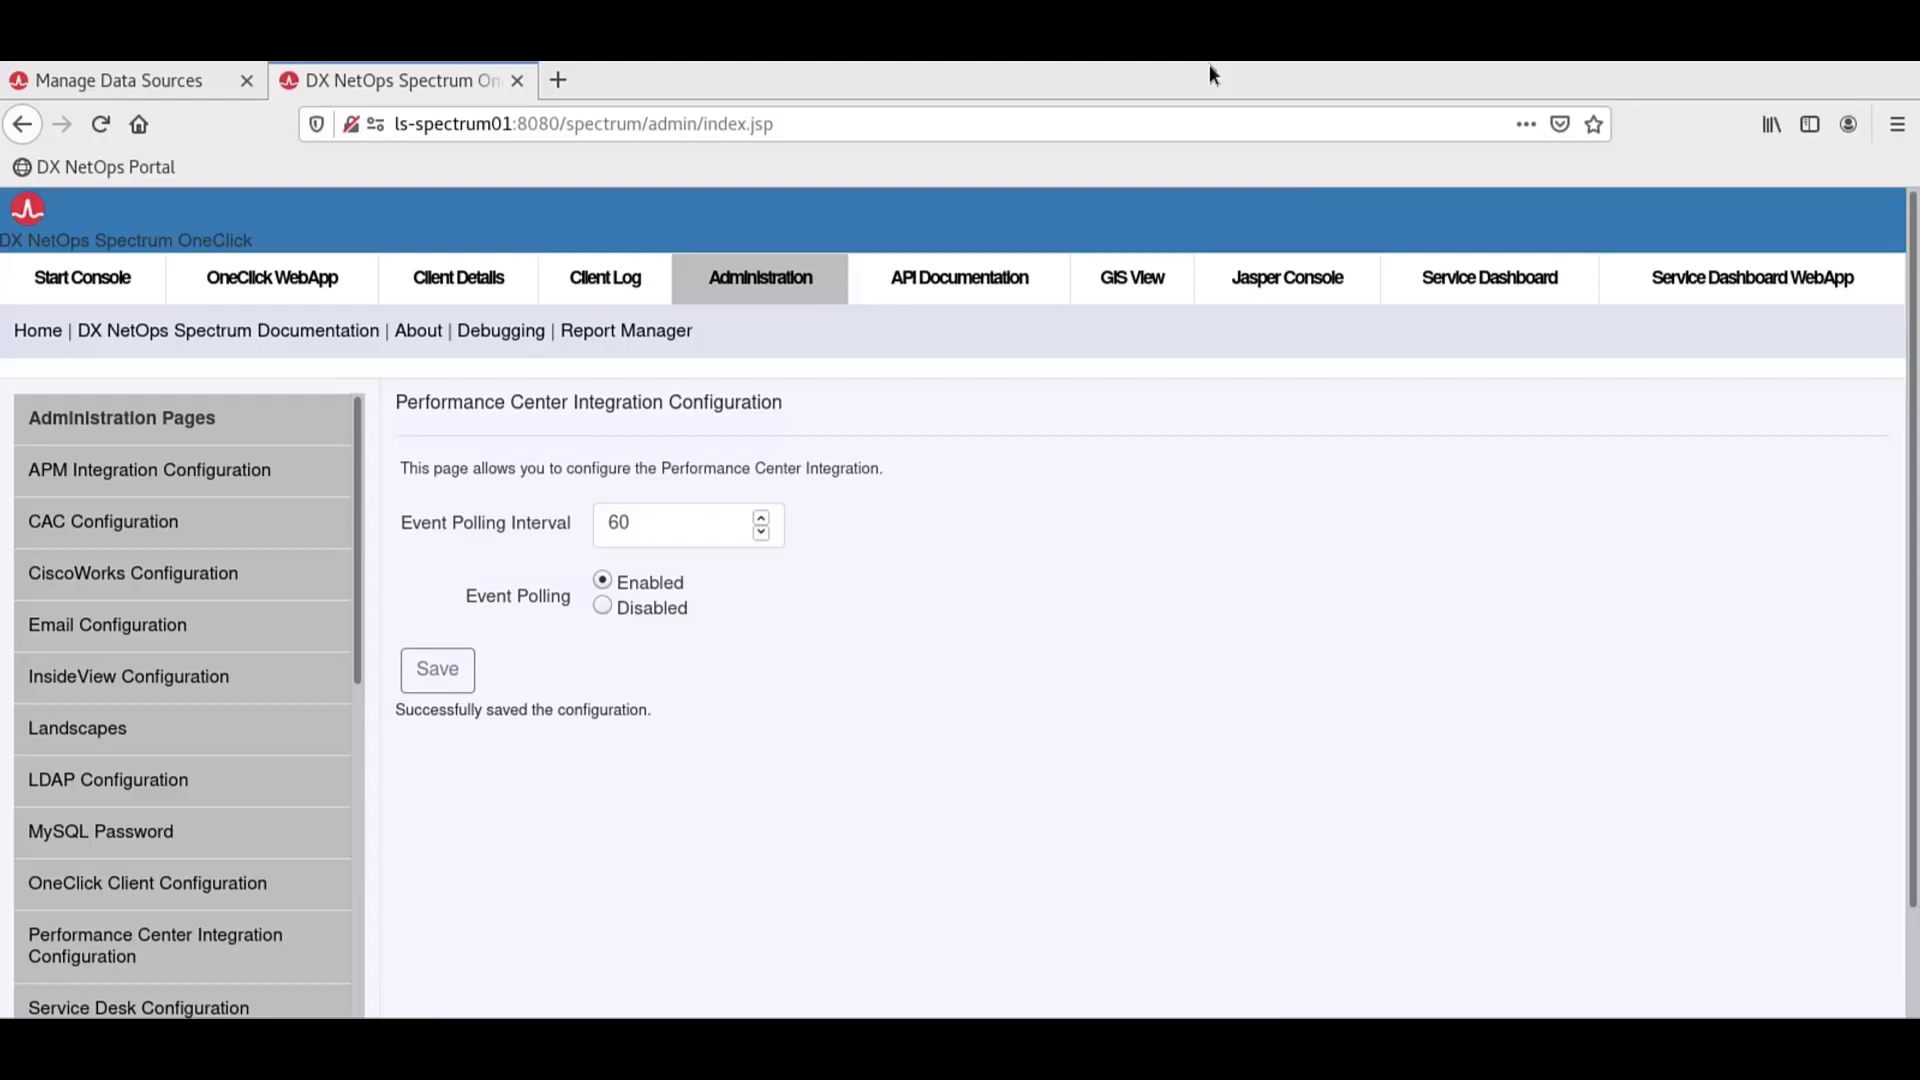 Manage Data Sources
DX NetOps Spectrum On
ls-spectrum01:8080/spectrum/admin/index.jsp
DX NetOps Portal
DX NetOps Spectrum OneClick
Start Console OneClick WebApp Client Details Client Log Administration API Documentation GIS View Jasper Console Service Dashboard Service Dashboard WebApp
Home | DX NetOps Spectrum Documentation | About | Debugging | Report Manager
Administration Pages
APM Integration Configuration
CAC Configuration
CiscoWorks Configuration
Email Configuration
InsideView Configuration
Landscapes
LDAP Configuration
MySQL Password
OneClick Client Configuration
Performance Center Integration
Configuration
Service Desk Configuration
Performance Center Integration Configuration
This page allows you to configure the Performance Center Integration.
Event Polling Interval 60
Event Polling
Enabled
Disabled
Save
Successfully saved the configuration.